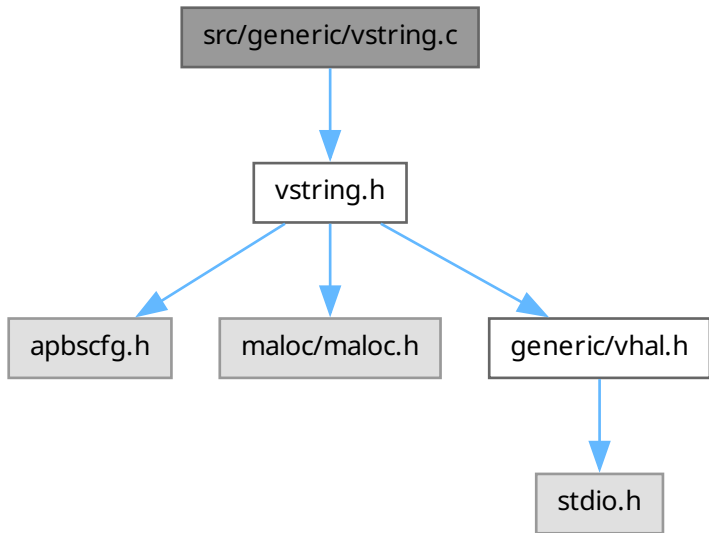 src/generic/vstring.c
vstring.h
apbscfg.h
maloc/maloc.h
generic/vhal.h
stdio.h